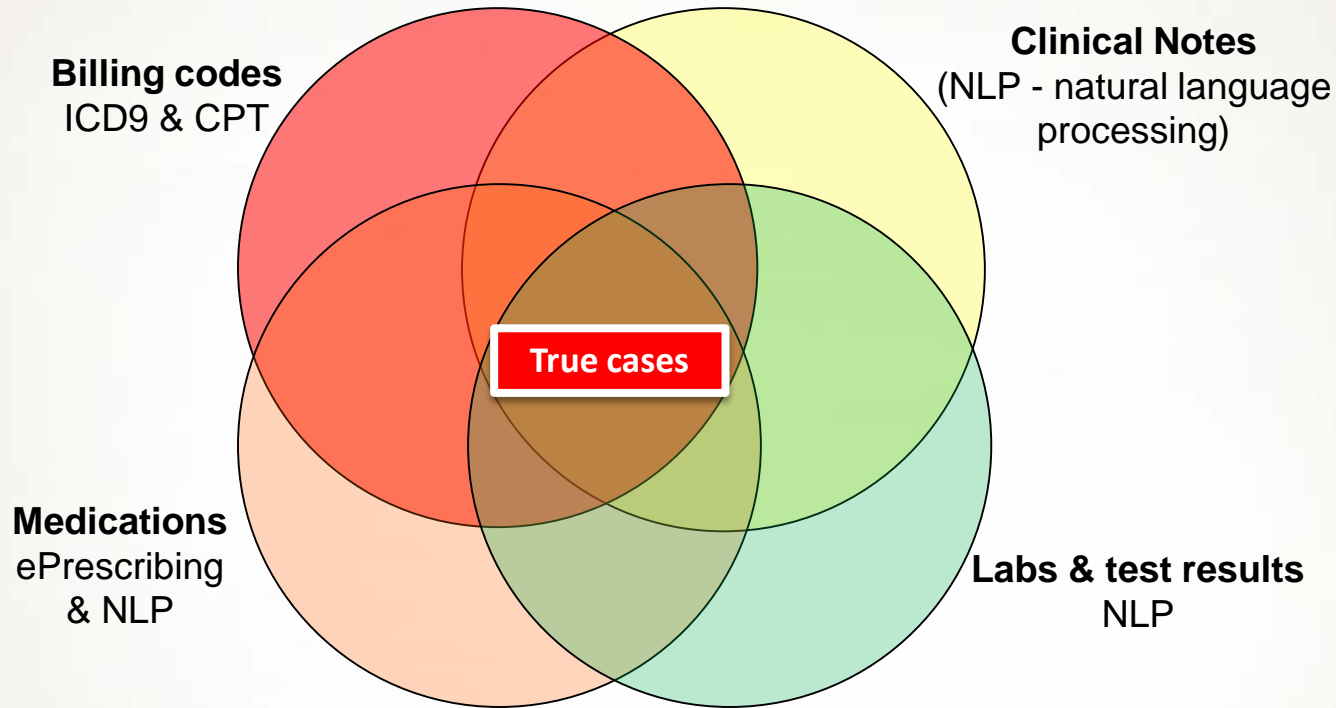 Billing codes
ICD9 & CPT
Clinical Notes
(NLP - natural language
processing)
True cases
Medications
ePrescribing
& NLP
Labs & test results
NLP